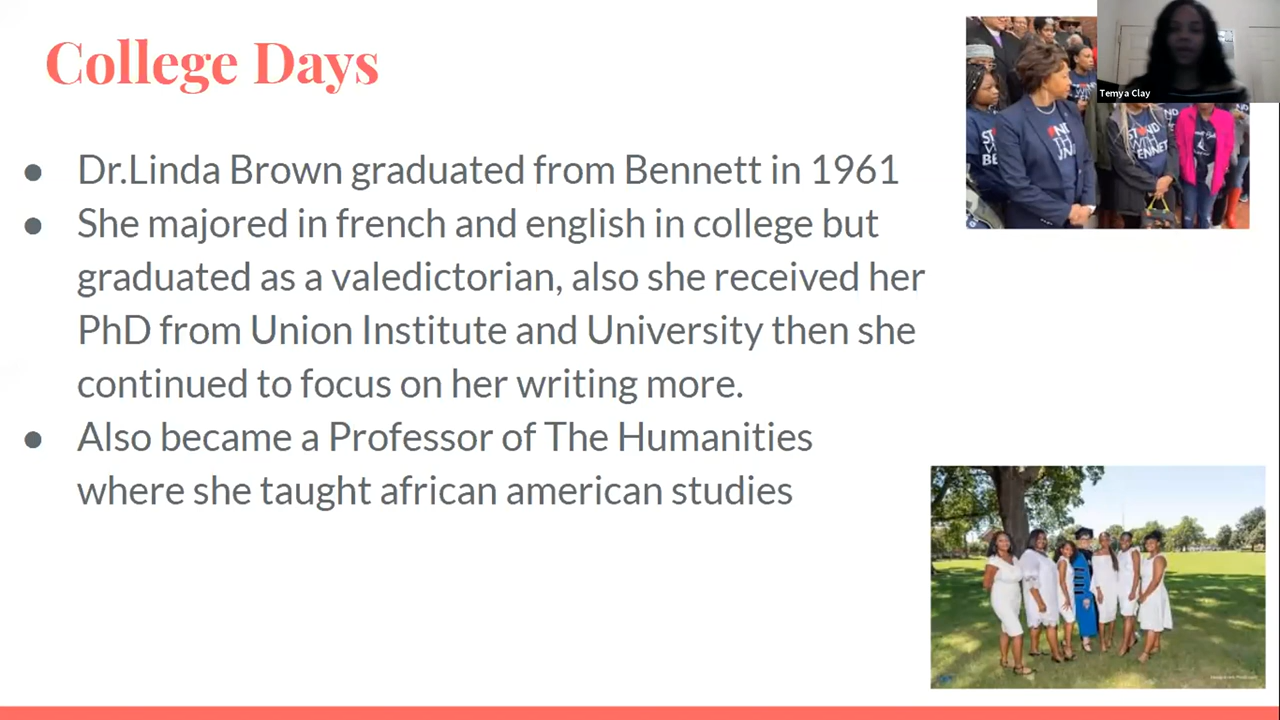 College Days
Temya Clay
● Dr.Linda Brown graduated from Bennett in 1961
● She majored in french and english in college but
graduated as a valedictorian, also she received her
PhD from Union Institute and University then she
continued to focus on her writing more.
● Also became a Professor of The Humanities
where she taught african american studies
STAND
WITH